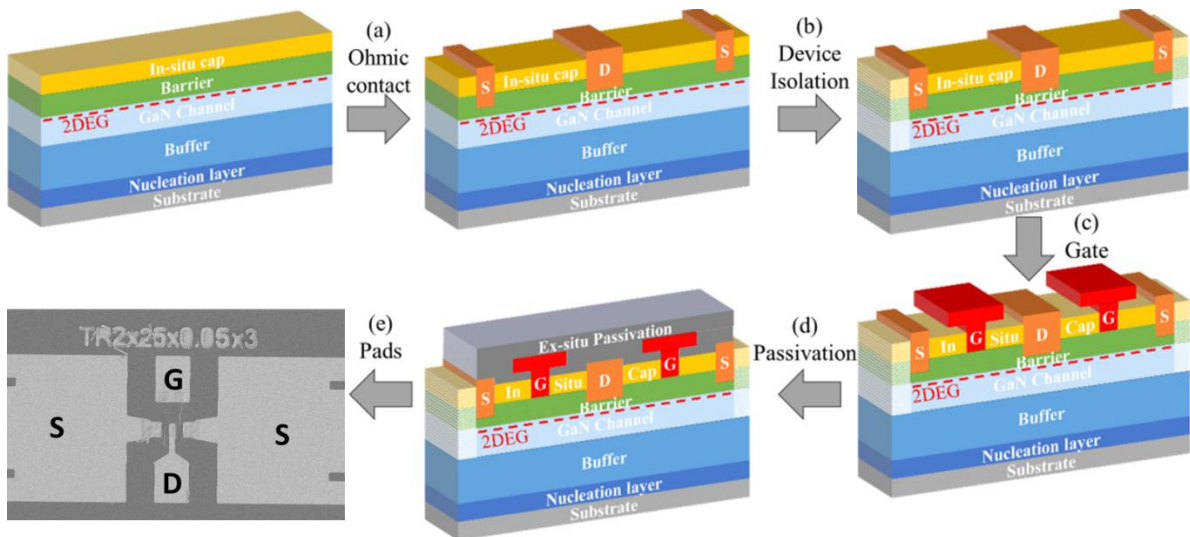 In-situ cap
Barrier
2DEG
GaN Channel
Buffer
Nucleation layer
Substrate
(a)
Ohmic
contact
S
D
S
In-situ cap
Barrier
2DEG
GaN Channel
Buffer
Nucleation layer
Substrate
(b)
Device
Isolation
S
D
S
In-situ cap
Barrier
2DEG
GaN Channel
Buffer
Nucleation layer
Substrate
(c)
Gate
S
In
G
Situ
D
Cap
G
S
Barrier
2DEG
GaN Channel
Buffer
Nucleation layer
Substrate
(d)
Passivation
Ex-situ Passivation
S
In
G
Situ
D
Cap
G
S
Barrier
2DEG
GaN Channel
Buffer
Nucleation layer
Substrate
(e)
Pads
TR2x25x0.05x3
G
S
S
D